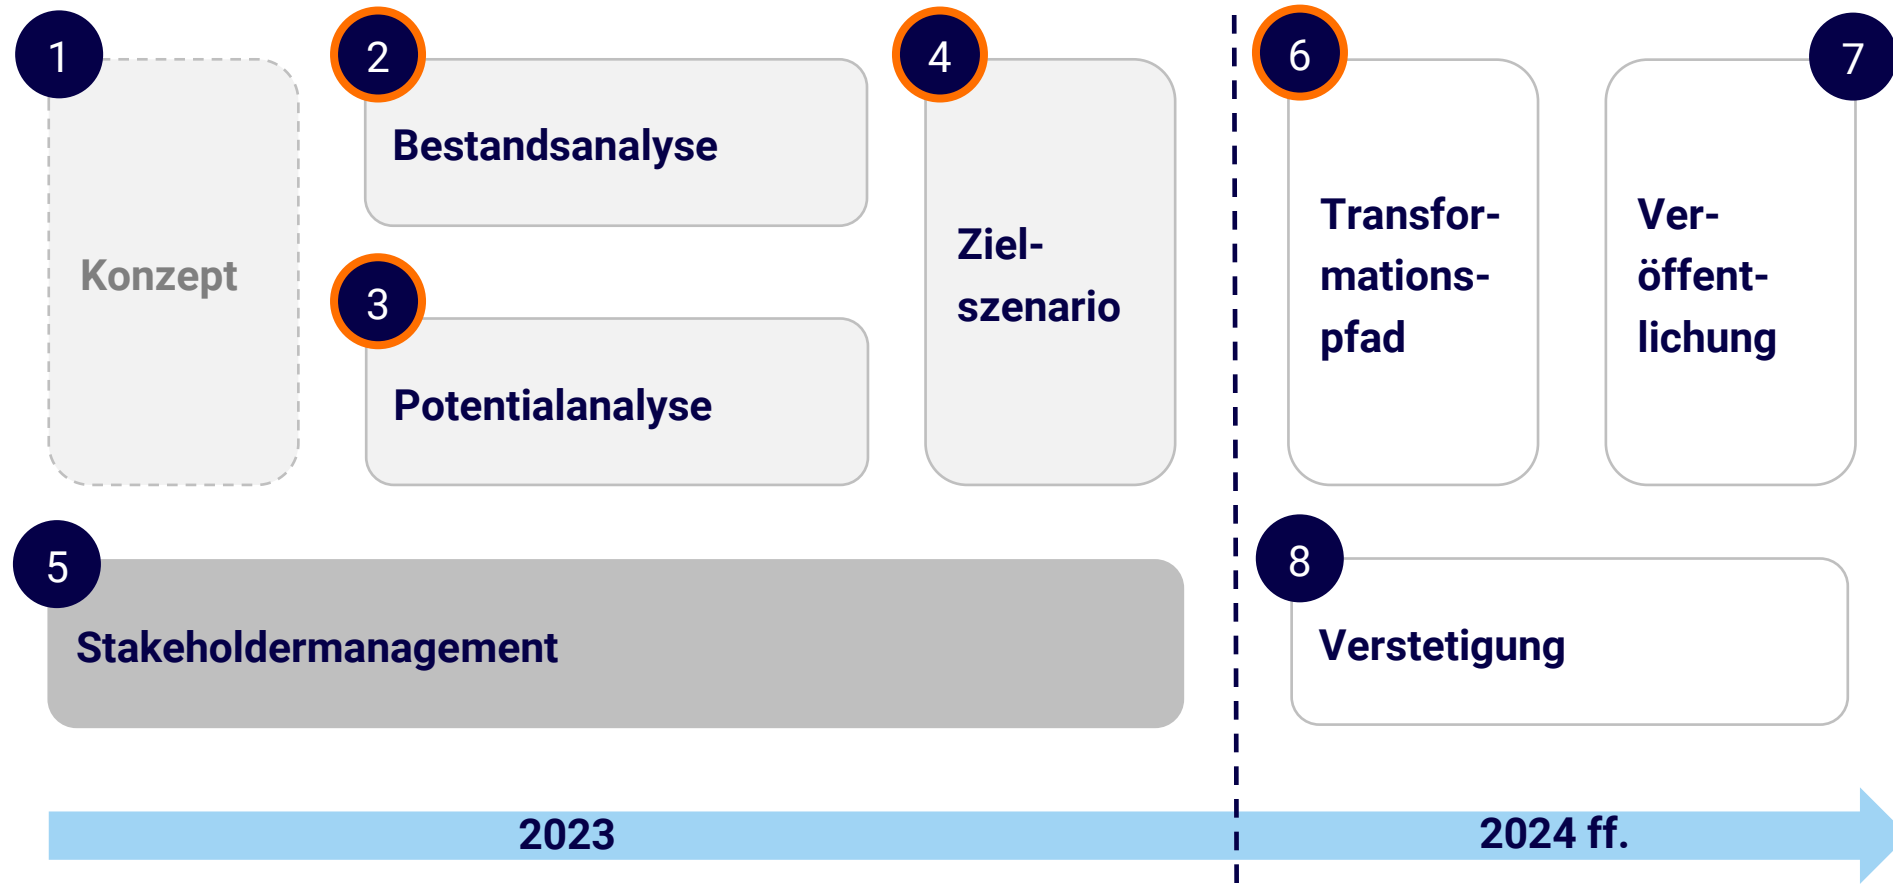 1
Konzept
2
Bestandsanalyse
3
Potentialanalyse
4
Ziel-
szenario
5
Stakeholdermanagement
6
Transfor-
mations-
pfad
7
Ver-
öffent-
lichung
8
Verstetigung
2023
2024 ff.